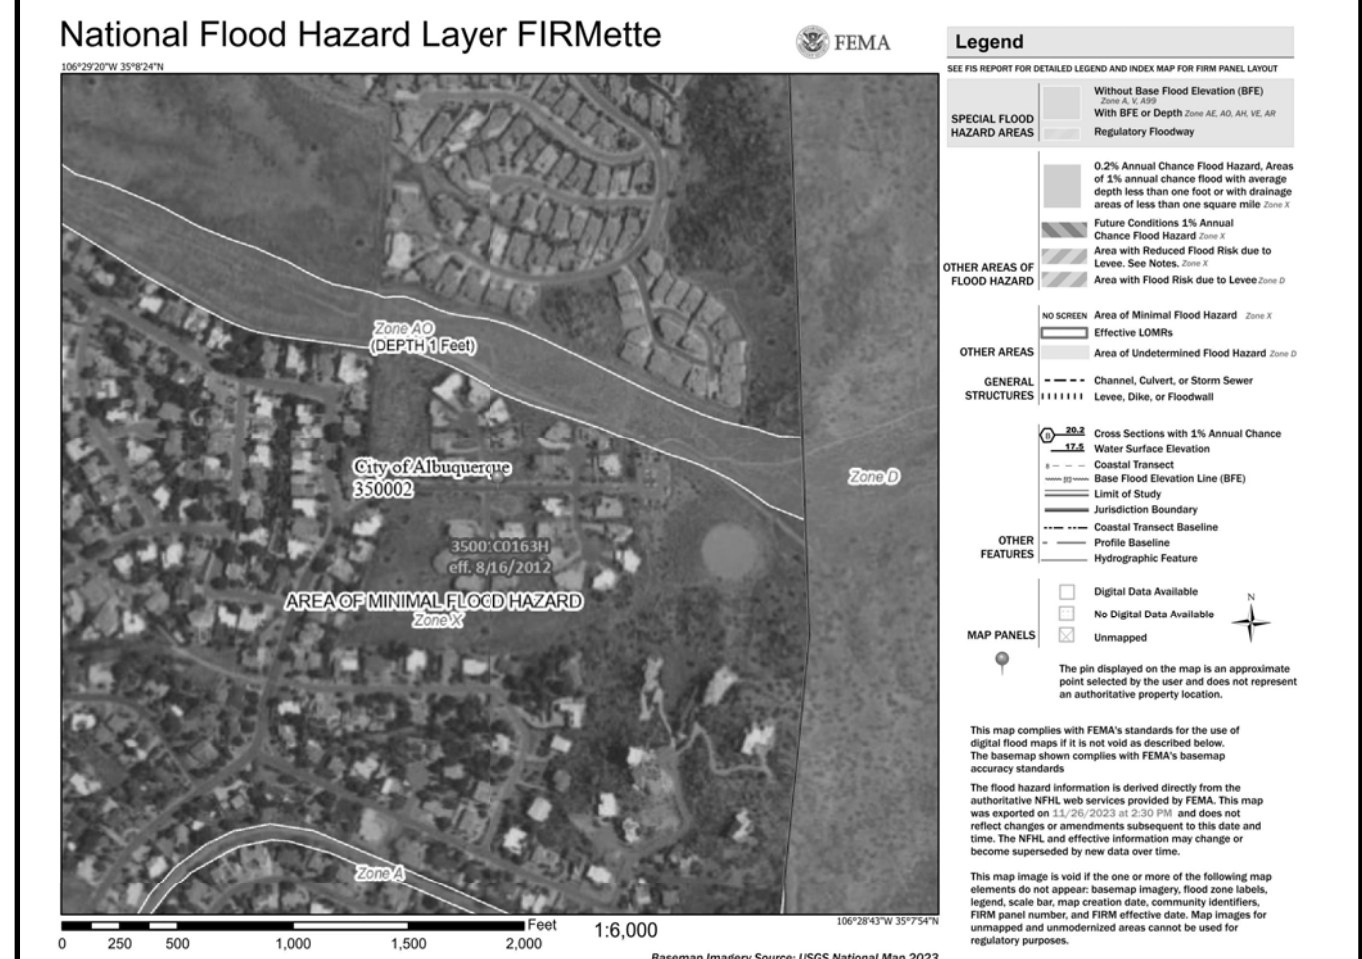 National Flood Hazard Layer FIRMette
FEMA
106°29'20"W 35°8'24"N
Zone AO
(DEPTH 1 Feet)
City of Albuquerque
350002
Zone D
35001C0163H
eff. 8/16/2012
AREA OF MINIMAL FLOOD HAZARD
Zone X
Zone A
106°28'43"W 35°7'54"N
Feet
1:6,000
0
250
500
1,000
1,500
2,000
Basemap Imagery Source: USGS National Map 2023
Legend
SEE FIS REPORT FOR DETAILED LEGEND AND INDEX MAP FOR FIRM PANEL LAYOUT
SPECIAL FLOOD
HAZARD AREAS
Without Base Flood Elevation (BFE)
Zone A, V, A99
With BFE or Depth Zone AE, AO, AH, VE, AR
Regulatory Floodway
OTHER AREAS OF
FLOOD HAZARD
0.2% Annual Chance Flood Hazard, Areas
of 1% annual chance flood with average
depth less than one foot or with drainage
areas of less than one square mile Zone X
Future Conditions 1% Annual
Chance Flood Hazard Zone X
Area with Reduced Flood Risk due to
Levee. See Notes. Zone X
Area with Flood Risk due to Levee Zone D
OTHER AREAS
NO SCREEN Area of Minimal Flood Hazard Zone X
Effective LOMRs
Area of Undetermined Flood Hazard Zone D
GENERAL
STRUCTURES
Channel, Culvert, or Storm Sewer
Levee, Dike, or Floodwall
OTHER
FEATURES
B 20.2 Cross Sections with 1% Annual Chance
17.5 Water Surface Elevation
8 Coastal Transect
513 Base Flood Elevation Line (BFE)
Limit of Study
Jurisdiction Boundary
Coastal Transect Baseline
Profile Baseline
Hydrographic Feature
MAP PANELS
Digital Data Available
No Digital Data Available
Unmapped
N
The pin displayed on the map is an approximate
point selected by the user and does not represent
an authoritative property location.
This map complies with FEMA's standards for the use of
digital flood maps if it is not void as described below.
The basemap shown complies with FEMA's basemap
accuracy standards
The flood hazard information is derived directly from the
authoritative NFHL web services provided by FEMA. This map
was exported on 11/26/2023 at 2:30 PM and does not
reflect changes or amendments subsequent to this date and
time. The NFHL and effective information may change or
become superseded by new data over time.
This map image is void if the one or more of the following map
elements do not appear: basemap imagery, flood zone labels,
legend, scale bar, map creation date, community identifiers,
FIRM panel number, and FIRM effective date. Map images for
unmapped and unmodernized areas cannot be used for
regulatory purposes.